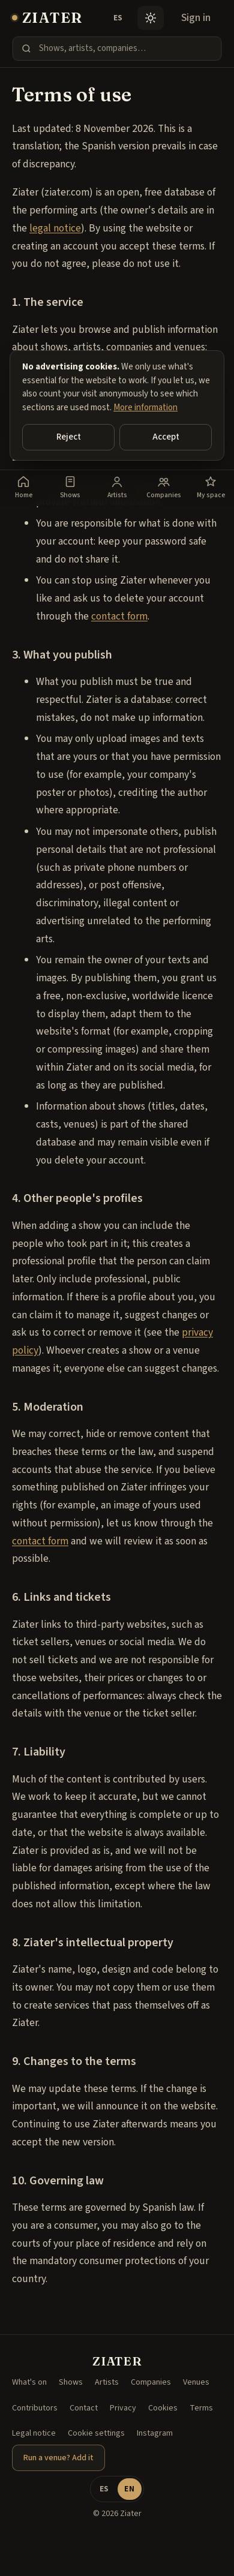 ZIATER ES Sign in
Shows, artists, companies…
Terms of use
Last updated: 8 November 2026. This is a
translation; the Spanish version prevails in case
of discrepancy.
Ziater (ziater.com) is an open, free database of
the performing arts (the owner's details are in
the legal notice). By using the website or
creating an account you accept these terms. If
you do not agree, please do not use it.
1. The service
Ziater lets you browse and publish information
about shows, artists, companies and venues:
No advertising cookies. We only use what's
essential for the website to work. If you let us, we
also count your visit anonymously to see which
sections are used most. More information
Reject Accept
Home Shows Artists Companies My space
You are responsible for what is done with
your account: keep your password safe
and do not share it.
You can stop using Ziater whenever you
like and ask us to delete your account
through the contact form.
3. What you publish
What you publish must be true and
respectful. Ziater is a database: correct
mistakes, do not make up information.
You may only upload images and texts
that are yours or that you have permission
to use (for example, your company's
poster or photos), crediting the author
where appropriate.
You may not impersonate others, publish
personal details that are not professional
(such as private phone numbers or
addresses), or post offensive,
discriminatory, illegal content or
advertising unrelated to the performing
arts.
You remain the owner of your texts and
images. By publishing them, you grant us
a free, non-exclusive, worldwide licence
to display them, adapt them to the
website's format (for example, cropping
or compressing images) and share them
within Ziater and on its social media, for
as long as they are published.
Information about shows (titles, dates,
casts, venues) is part of the shared
database and may remain visible even if
you delete your account.
4. Other people's profiles
When adding a show you can include the
people who took part in it; this creates a
professional profile that the person can claim
later. Only include professional, public
information. If there is a profile about you, you
can claim it to manage it, suggest changes or
ask us to correct or remove it (see the privacy
policy). Whoever creates a show or a venue
manages it; everyone else can suggest changes.
5. Moderation
We may correct, hide or remove content that
breaches these terms or the law, and suspend
accounts that abuse the service. If you believe
something published on Ziater infringes your
rights (for example, an image of yours used
without permission), let us know through the
contact form and we will review it as soon as
possible.
6. Links and tickets
Ziater links to third-party websites, such as
ticket sellers, venues or social media. We do
not sell tickets and we are not responsible for
those websites, their prices or changes to or
cancellations of performances: always check the
details with the venue or the ticket seller.
7. Liability
Much of the content is contributed by users.
We work to keep it accurate, but we cannot
guarantee that everything is complete or up to
date, or that the website is always available.
Ziater is provided as is, and we will not be
liable for damages arising from the use of the
published information, except where the law
does not allow this limitation.
8. Ziater's intellectual property
Ziater's name, logo, design and code belong to
its owner. You may not copy them or use them
to create services that pass themselves off as
Ziater.
9. Changes to the terms
We may update these terms. If the change is
important, we will announce it on the website.
Continuing to use Ziater afterwards means you
accept the new version.
10. Governing law
These terms are governed by Spanish law. If
you are a consumer, you may also go to the
courts of your place of residence and rely on
the mandatory consumer protections of your
country.
ZIATER
What's on Shows Artists Companies Venues
Contributors Contact Privacy Cookies Terms
Legal notice Cookie settings Instagram
Run a venue? Add it
ES EN
© 2026 Ziater